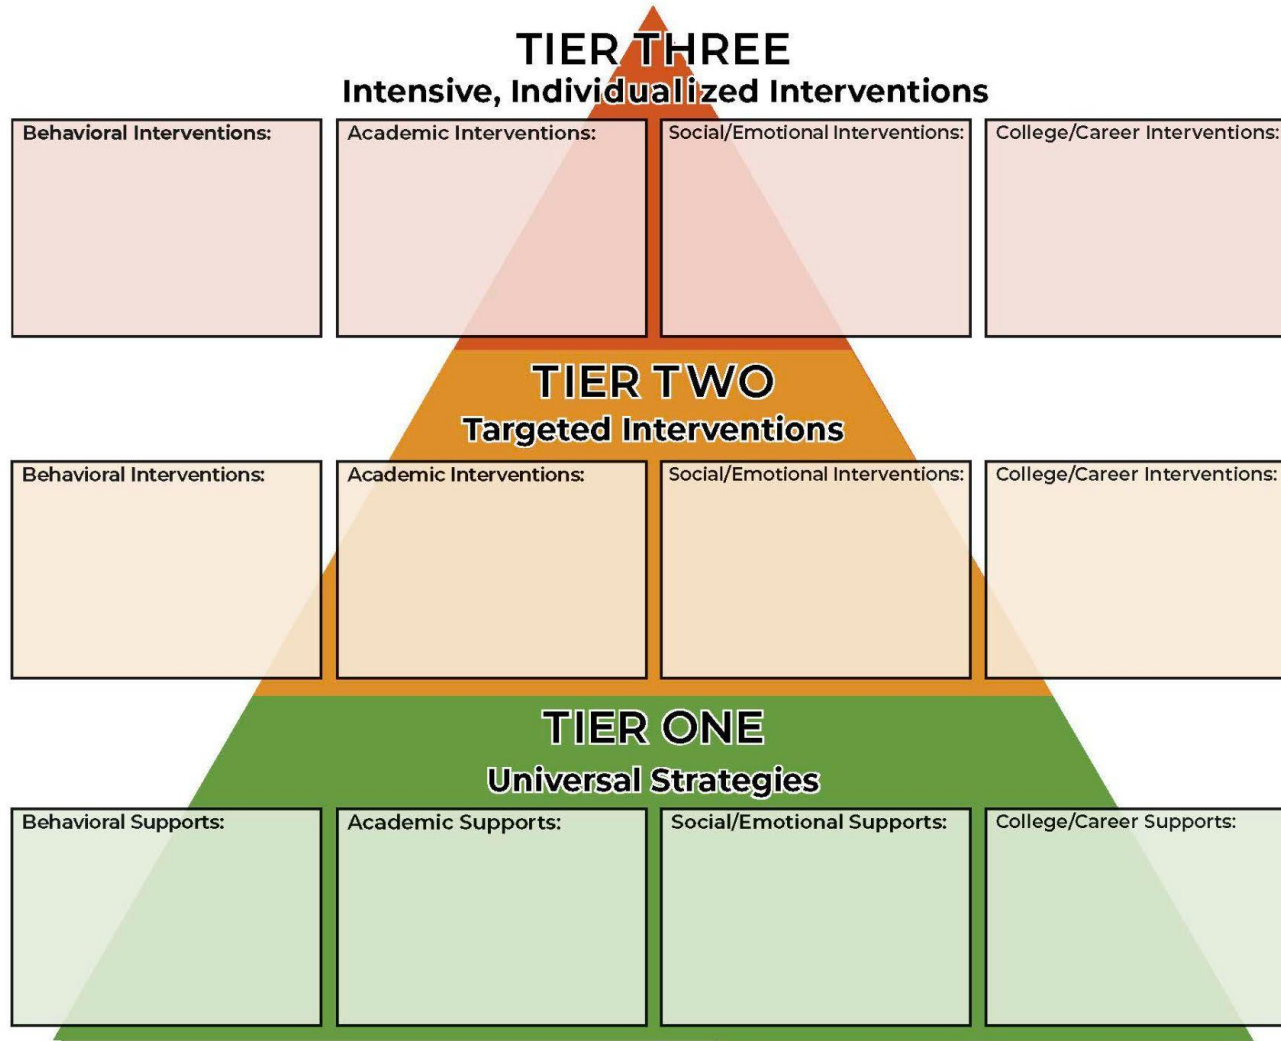 TIER THREE
Intensive, Individualized Interventions
Behavioral Interventions:
Academic Interventions:
Social/Emotional Interventions:
College/Career Interventions:
TIER TWO
Targeted Interventions
Behavioral Interventions:
Academic Interventions:
Social/Emotional Interventions:
College/Career Interventions:
TIER ONE
Universal Strategies
Behavioral Supports:
Academic Supports:
Social/Emotional Supports:
College/Career Supports: